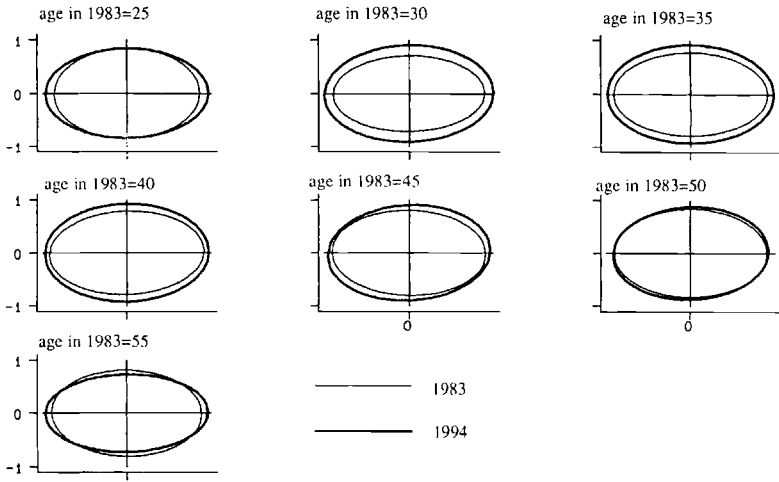 age in 1983=25
age in 1983=30
age in 1983=35
1
0
-1
age in 1983=40
age in 1983=45
age in 1983=50
1
0
-1
0
0
age in 1983=55
1
0
-1
1983
1994